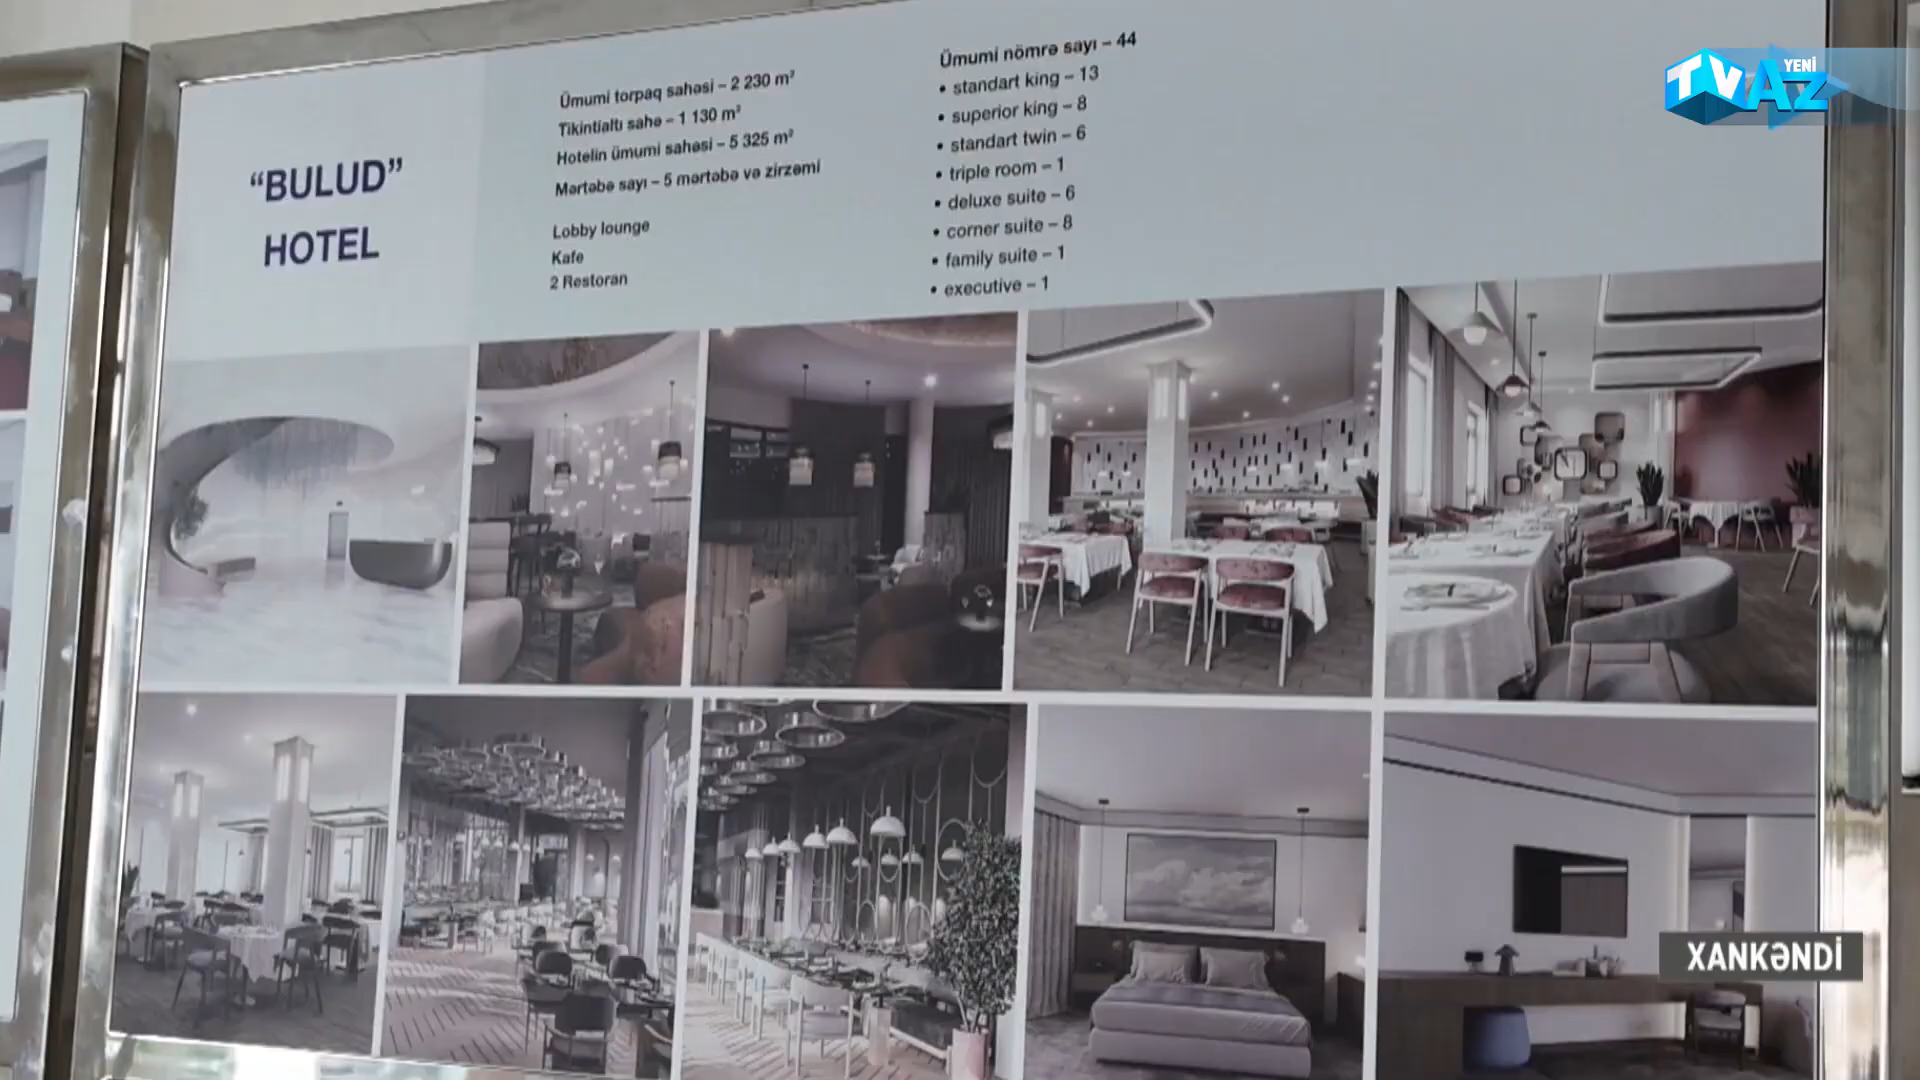 “BULUD”
HOTEL
Ümumi torpaq sahəsi – 2 230 m²
Tikintialtı sahə – 1 130 m²
Hotelin ümumi sahəsi – 5 325 m²
Mərtəbə sayı – 5 mərtəbə və zirzəmi
Lobby lounge
Kafe
2 Restoran
Ümumi nömrə sayı – 44
• standart king – 13
• superior king – 8
• standart twin – 6
• triple room – 1
• deluxe suite – 6
• corner suite – 8
• family suite – 1
• executive – 1
YENİ
TV AZ
XANKƏNDİ